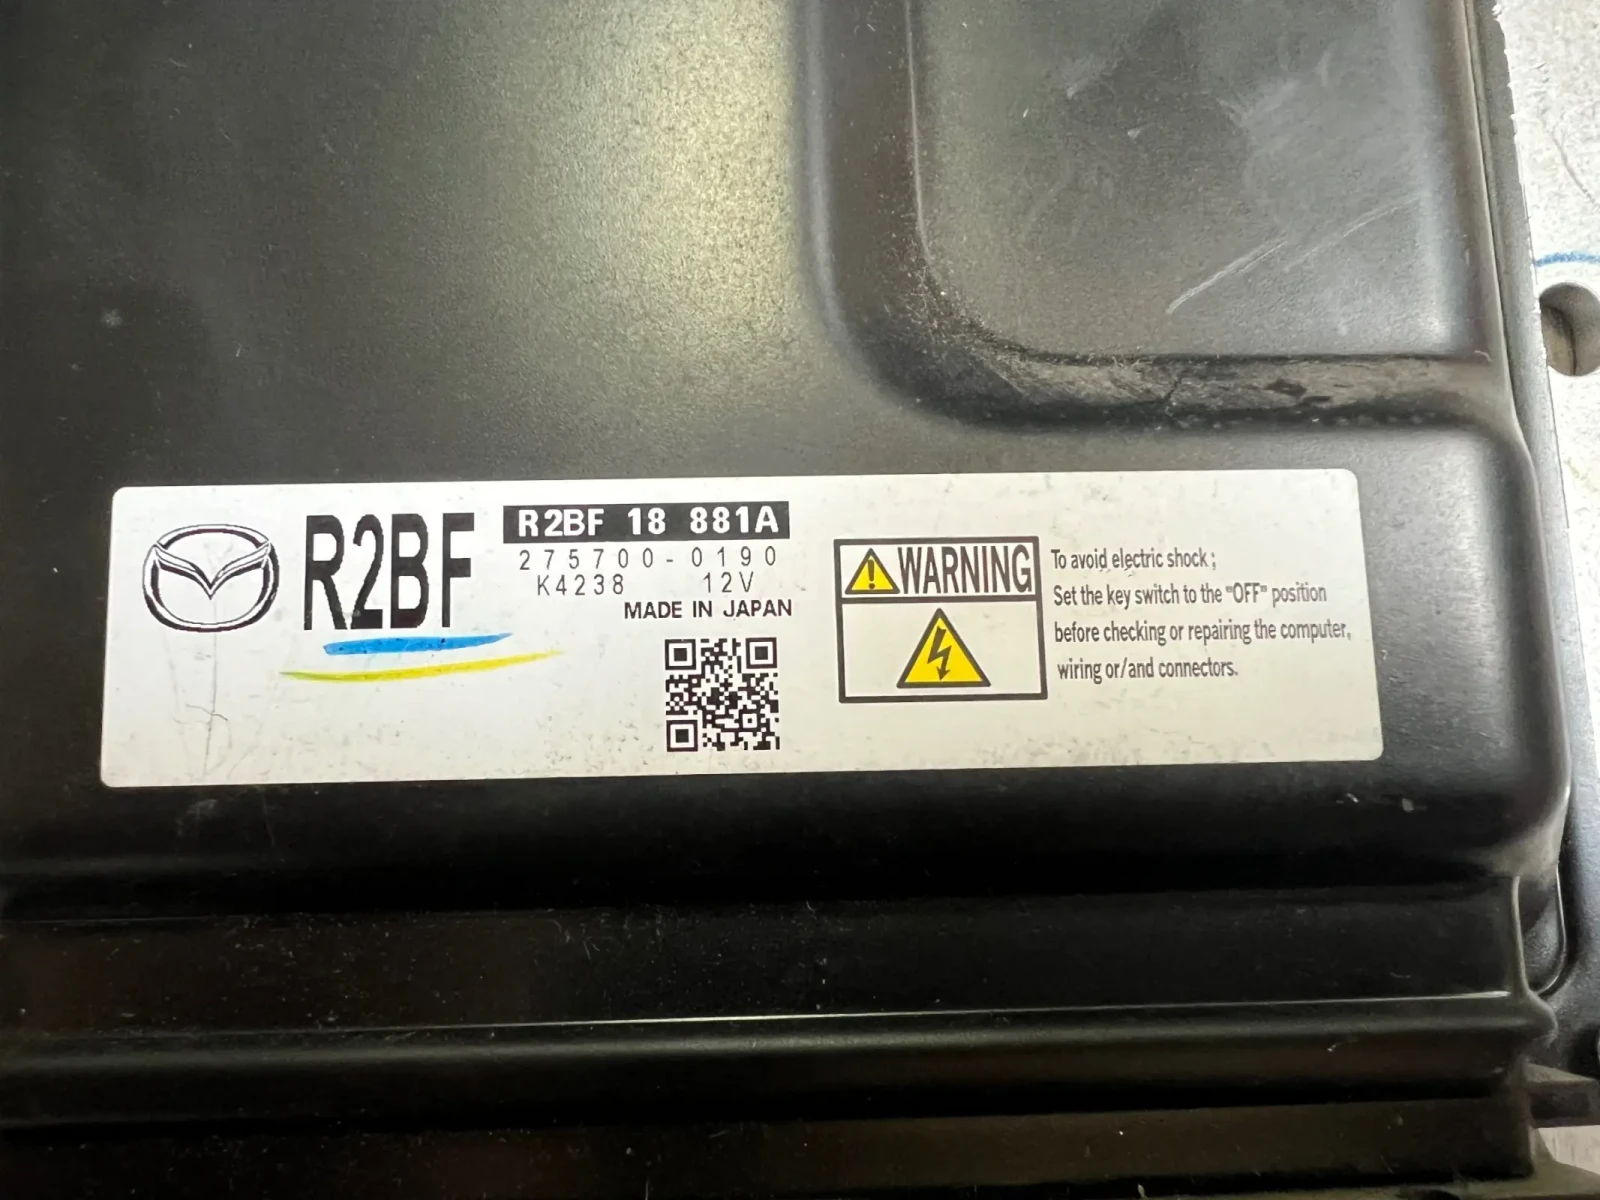 R2BF
R2BF 18 881A
275700-0190
K4238 12V
MADE IN JAPAN
WARNING
To avoid electric shock;
Set the key switch to the "OFF" position
before checking or repairing the computer,
wiring or/and connectors.